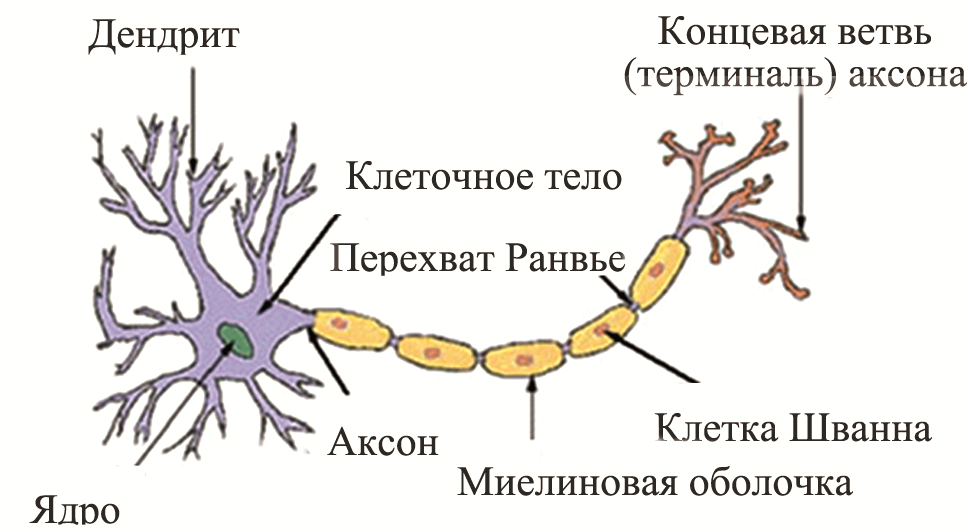 Дендрит
Концевая ветвь
(терминаль) аксона
Клеточное тело
Перехват Ранвье
Аксон
Клетка Шванна
Миелиновая оболочка
Ядро